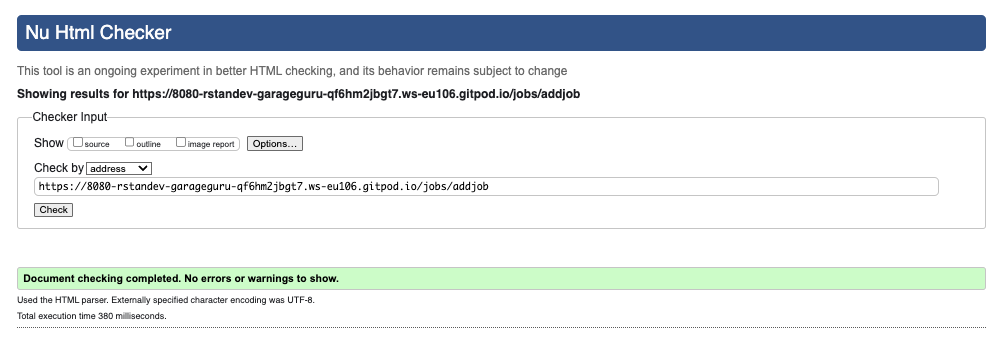 Nu Html Checker
This tool is an ongoing experiment in better HTML checking, and its behavior remains subject to change
Showing results for https://8080-rstandev-garageguru-qf6hm2jbgt7.ws-eu106.gitpod.io/jobs/addjob
Checker Input
Show source outline image report Options...
Check by address
https://8080-rstandev-garageguru-qf6hm2jbgt7.ws-eu106.gitpod.io/jobs/addjob
Check
Document checking completed. No errors or warnings to show.
Used the HTML parser. Externally specified character encoding was UTF-8.
Total execution time 380 milliseconds.